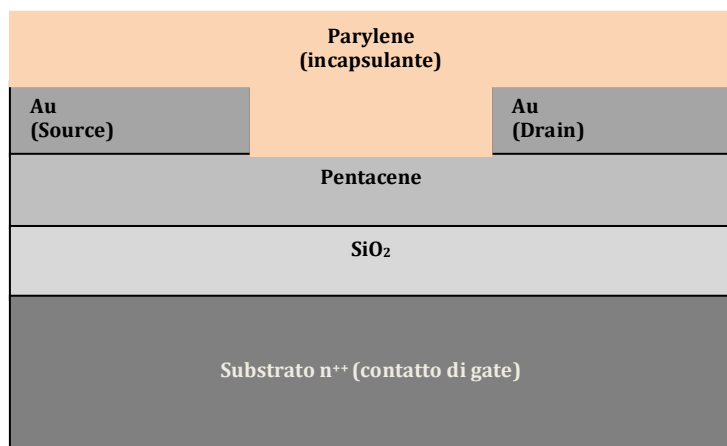 Parylene
(incapsulante)
Au
(Source)
Au
(Drain)
Pentacene
SiO₂
Substrato n⁺⁺ (contatto di gate)